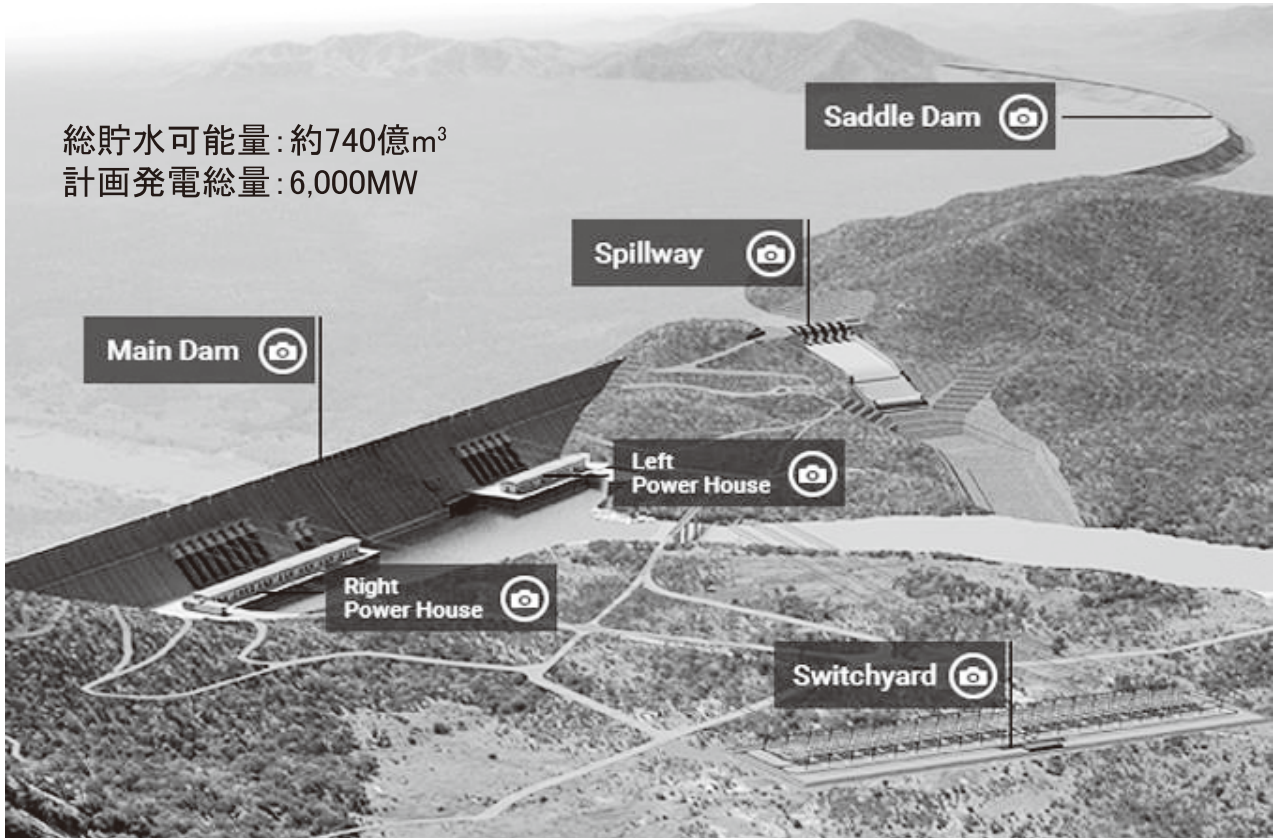 総貯水可能量：約740億m³
計画発電総量：6,000MW
Saddle Dam
Spillway
Main Dam
Left
Power House
Right
Power House
Switchyard